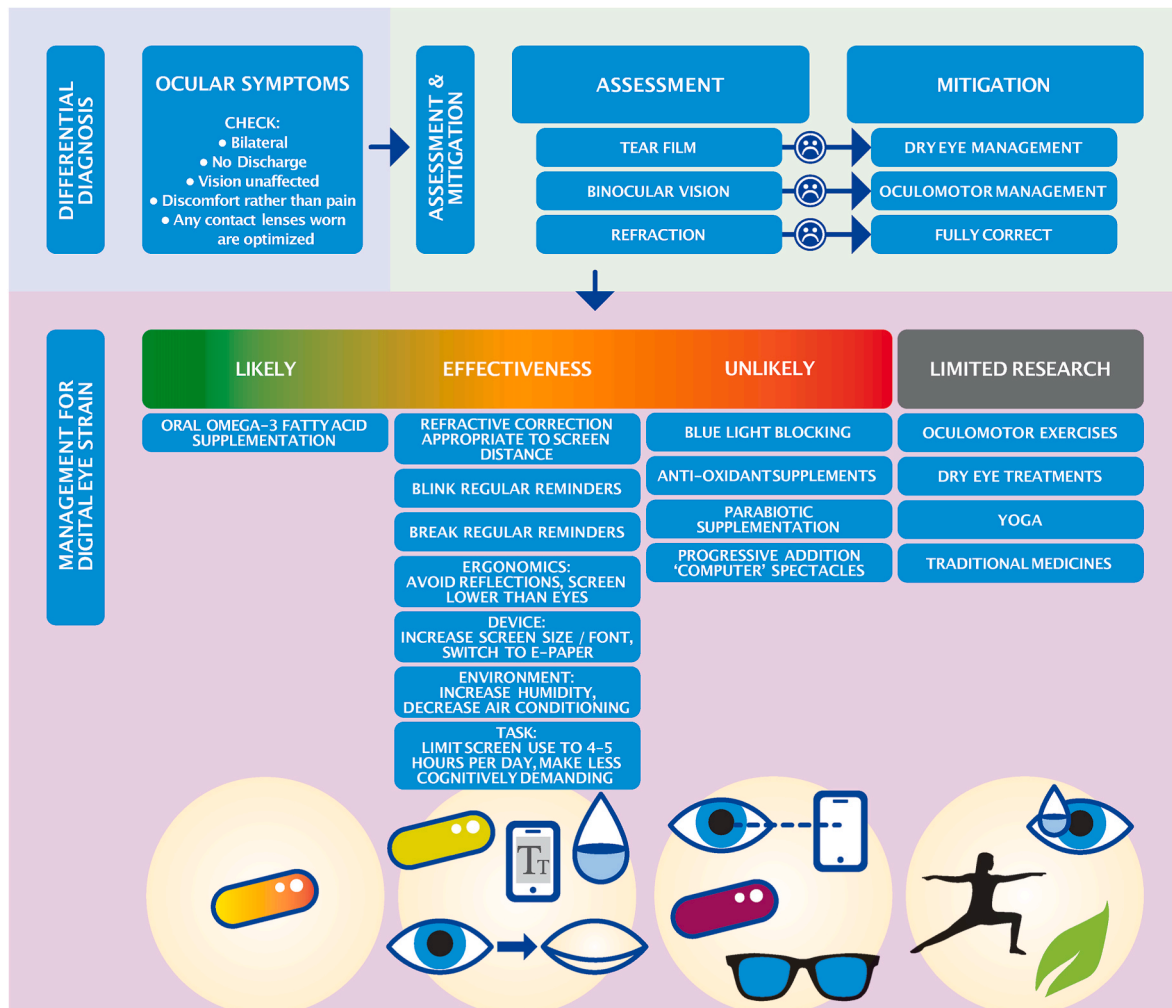 DIFFERENTIAL
DIAGNOSIS
OCULAR SYMPTOMS
CHECK:
● Bilateral
● No Discharge
● Vision unaffected
● Discomfort rather than pain
● Any contact lenses worn
are optimized
ASSESSMENT &
MITIGATION
ASSESSMENT
MITIGATION
TEAR FILM
DRY EYE MANAGEMENT
BINOCULAR VISION
OCULOMOTOR MANAGEMENT
REFRACTION
FULLY CORRECT
MANAGEMENT FOR
DIGITAL EYE STRAIN
LIKELY
EFFECTIVENESS
UNLIKELY
LIMITED RESEARCH
ORAL OMEGA-3 FATTY ACID
SUPPLEMENTATION
REFRACTIVE CORRECTION
APPROPRIATE TO SCREEN
DISTANCE
BLINK REGULAR REMINDERS
BREAK REGULAR REMINDERS
ERGONOMICS:
AVOID REFLECTIONS, SCREEN
LOWER THAN EYES
DEVICE:
INCREASE SCREEN SIZE / FONT,
SWITCH TO E-PAPER
ENVIRONMENT:
INCREASE HUMIDITY,
DECREASE AIR CONDITIONING
TASK:
LIMIT SCREEN USE TO 4-5
HOURS PER DAY, MAKE LESS
COGNITIVELY DEMANDING
BLUE LIGHT BLOCKING
ANTI-OXIDANT SUPPLEMENTS
PARABIOTIC
SUPPLEMENTATION
PROGRESSIVE ADDITION
'COMPUTER' SPECTACLES
OCULOMOTOR EXERCISES
DRY EYE TREATMENTS
YOGA
TRADITIONAL MEDICINES
TT